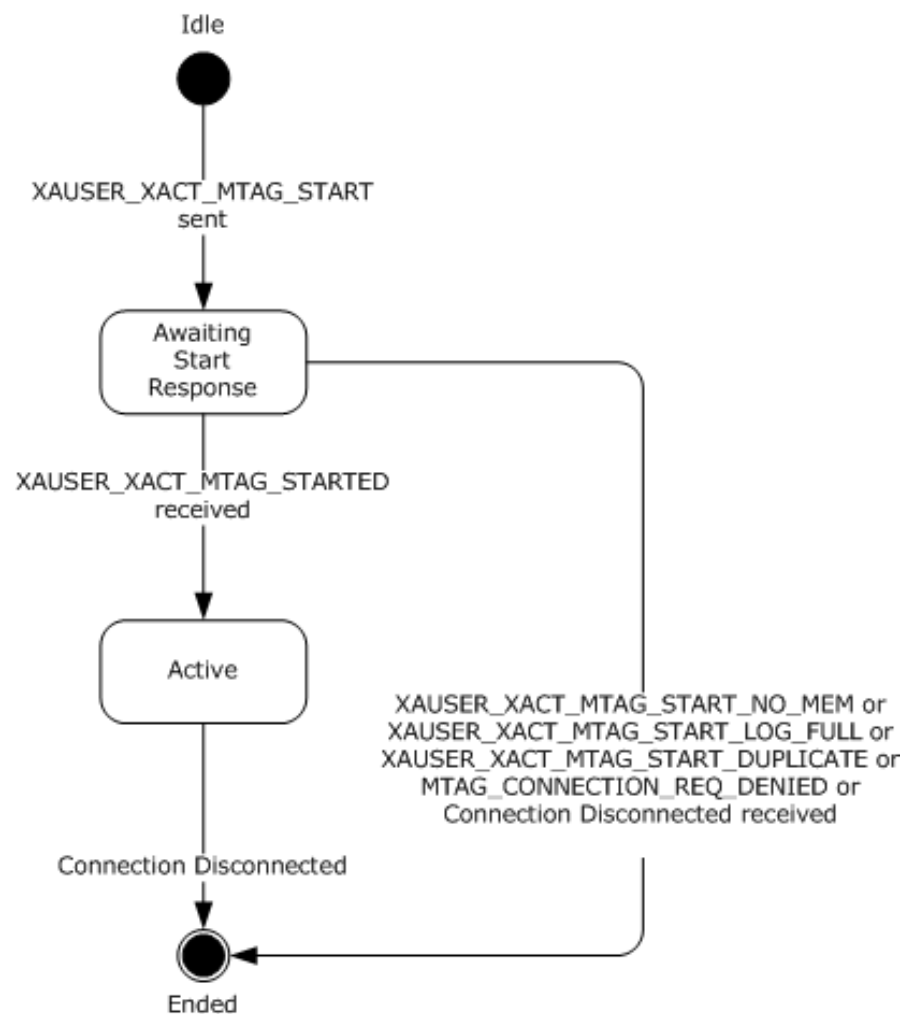 Idle
XAUSER_XACT_MTAG_START
sent
Awaiting
Start
Response
XAUSER_XACT_MTAG_STARTED
received
Active
XAUSER_XACT_MTAG_START_NO_MEM or
XAUSER_XACT_MTAG_START_LOG_FULL or
XAUSER_XACT_MTAG_START_DUPLICATE or
MTAG_CONNECTION_REQ_DENIED or
Connection Disconnected received
Connection Disconnected
Ended